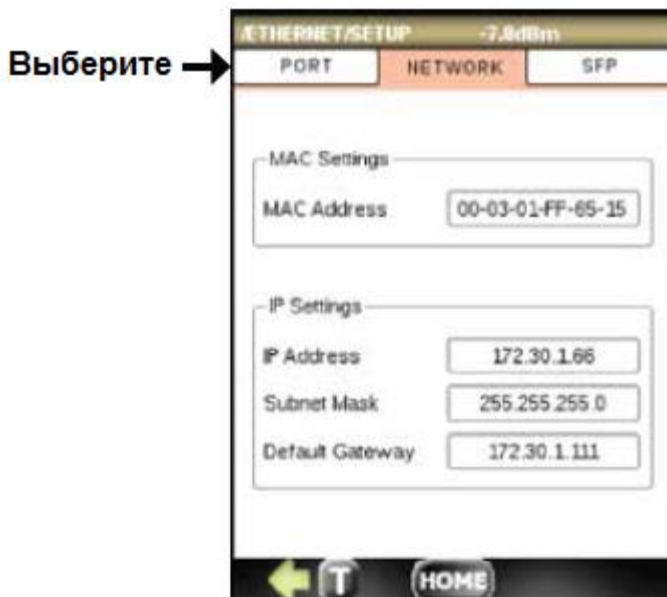 /ETHERNET/SETUP -7.8dBm
Выберите PORT NETWORK SFP
MAC Settings
MAC Address 00-03-01-FF-65-15
IP Settings
IP Address 172.30.1.66
Subnet Mask 255.255.255.0
Default Gateway 172.30.1.111
T HOME